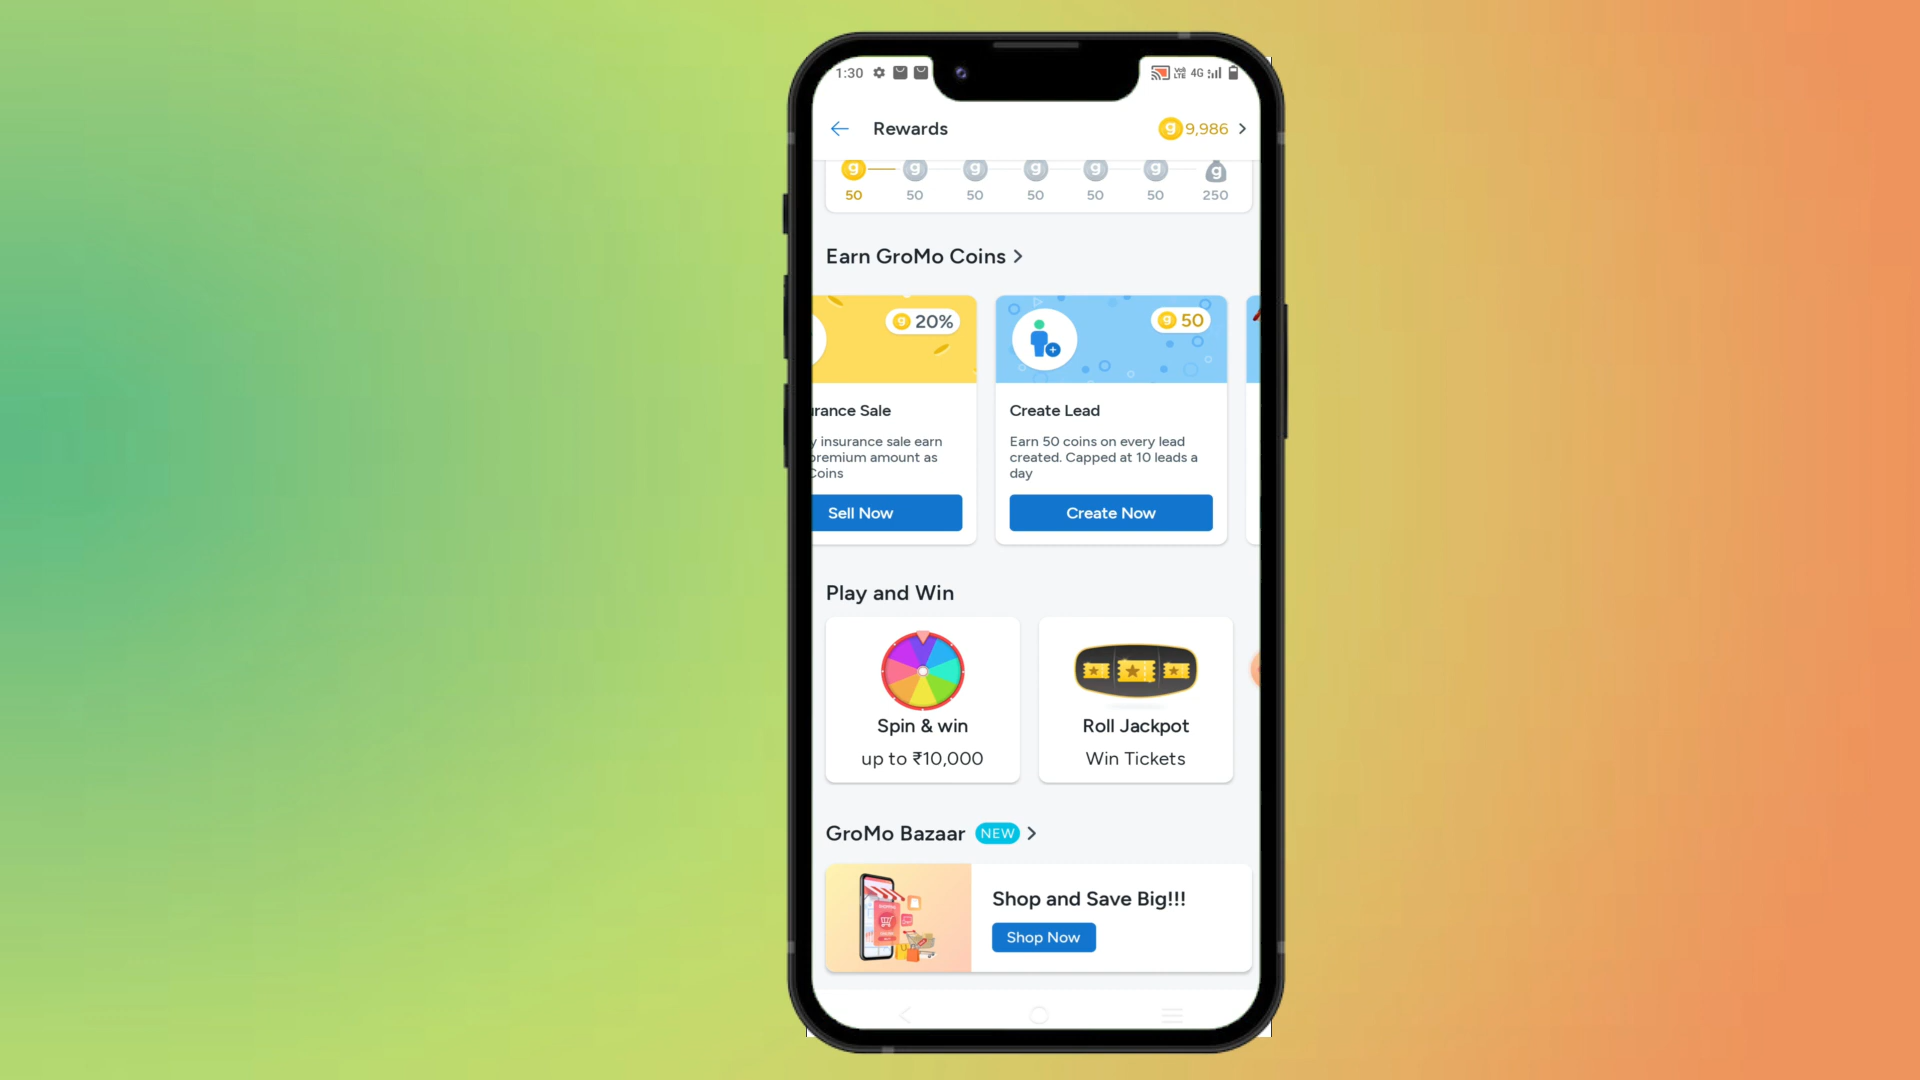 1:30 4G
Rewards g 9,986
g g g g g g g
50 50 50 50 50 50 250
Earn GroMo Coins
g 20%
g 50
rance Sale
y insurance sale earn
premium amount as
Coins
Sell Now
Create Lead
Earn 50 coins on every lead
created. Capped at 10 leads a
day
Create Now
Play and Win
Spin & win
up to ₹10,000
Roll Jackpot
Win Tickets
GroMo Bazaar NEW
Shop and Save Big!!!
Shop Now